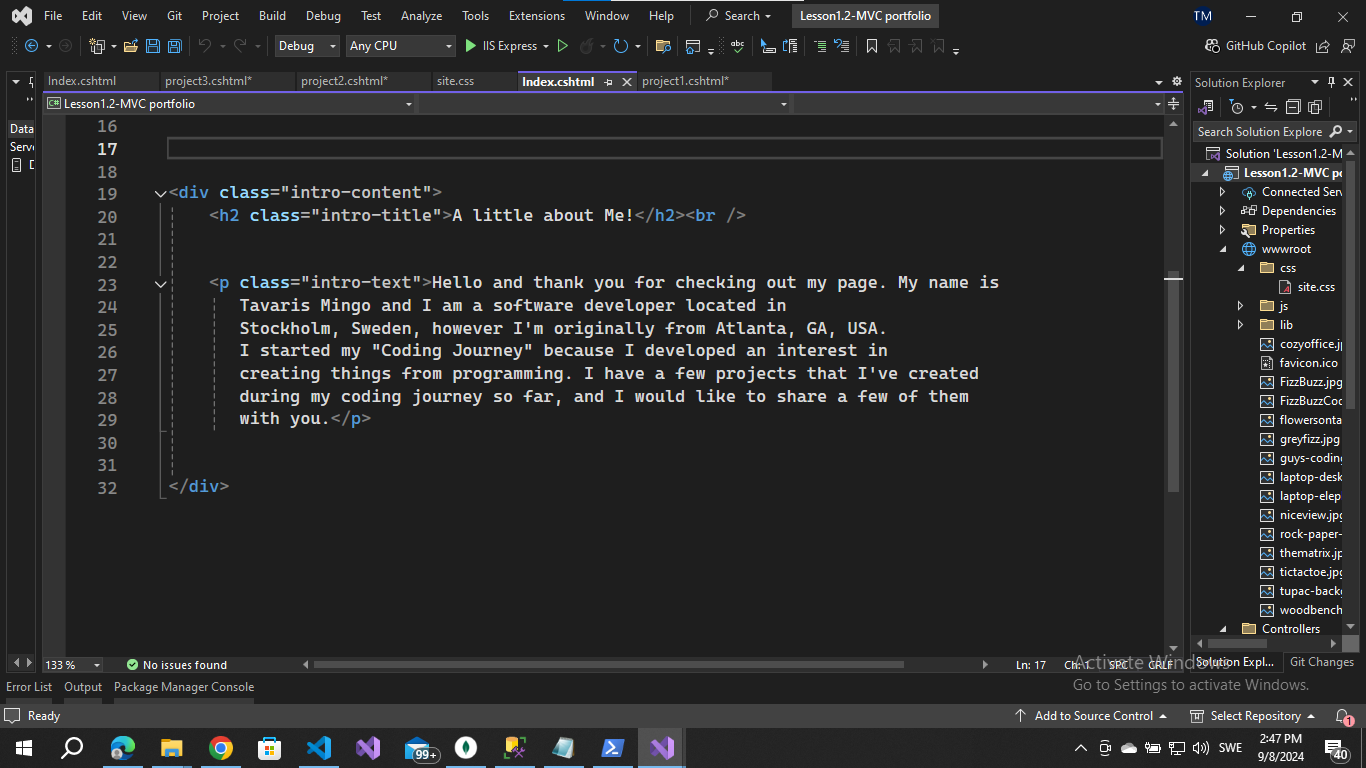 File Edit View Git Project Build Debug Test Analyze Tools Extensions Window Help Search Lesson1.2-MVC portfolio TM
Debug Any CPU IIS Express GitHub Copilot
Index.cshtml project3.cshtml* project2.cshtml* site.css Index.cshtml project1.cshtml*
Lesson1.2-MVC portfolio
Data
Serv
16
17
18
19 <div class="intro-content">
20 <h2 class="intro-title">A little about Me!</h2><br />
21
22
23 <p class="intro-text">Hello and thank you for checking out my page. My name is
24 Tavaris Mingo and I am a software developer located in
25 Stockholm, Sweden, however I'm originally from Atlanta, GA, USA.
26 I started my "Coding Journey" because I developed an interest in
27 creating things from programming. I have a few projects that I've created
28 during my coding journey so far, and I would like to share a few of them
29 with you.</p>
30
31
32 </div>
133 % No issues found Ln: 17 Ch: 1 SPC CRLF
Solution Explorer
Search Solution Explore
Solution 'Lesson1.2-M
Lesson1.2-MVC po
Connected Serv
Dependencies
Properties
wwwroot
css
site.css
js
lib
cozyoffice.jp
favicon.ico
FizzBuzz.jpg
FizzBuzzCod
flowersonta
greyfizz.jpg
guys-coding
laptop-desk
laptop-elep
niceview.jpg
rock-paper-
thematrix.jp
tictactoe.jpg
tupac-backg
woodbench
Controllers
Solution Expl... Git Changes
Activate Windows
Go to Settings to activate Windows.
Error List Output Package Manager Console
Ready Add to Source Control Select Repository 1
99+ SWE 2:47 PM
9/8/2024 40